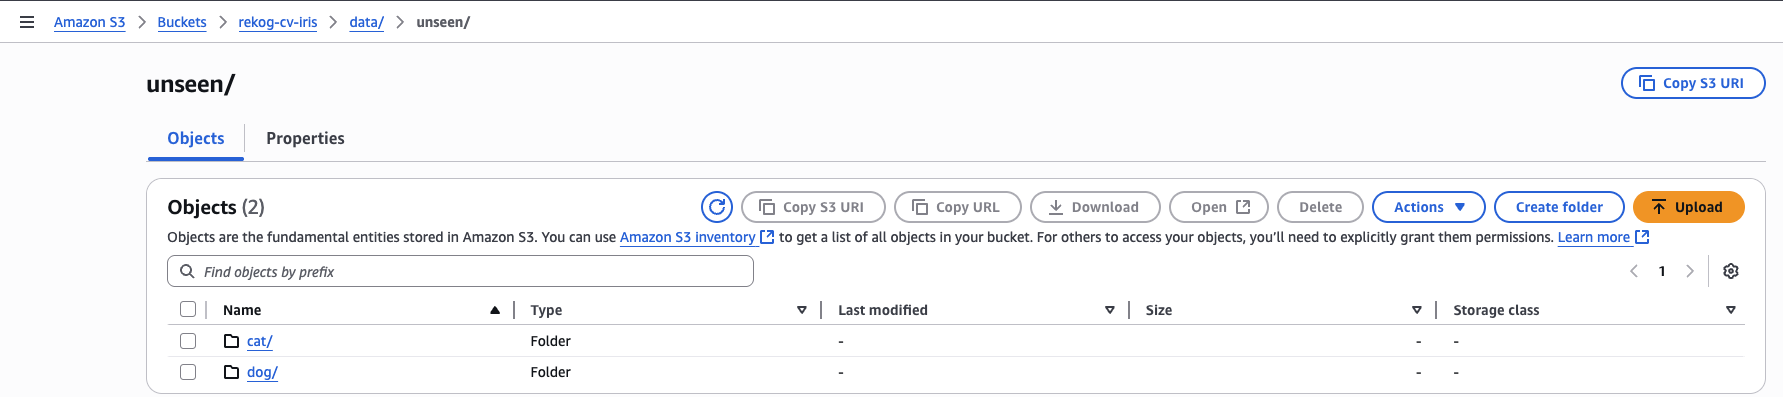 Amazon S3 Buckets rekog-cv-iris data/ unseen/
unseen/
Copy S3 URI
Objects Properties
Objects (2)
Copy S3 URI Copy URL Download Open Delete Actions Create folder Upload
Objects are the fundamental entities stored in Amazon S3. You can use Amazon S3 inventory to get a list of all objects in your bucket. For others to access your objects, you’ll need to explicitly grant them permissions. Learn more
Find objects by prefix
1
Name Type Last modified Size Storage class
cat/ Folder - - -
dog/ Folder - - -